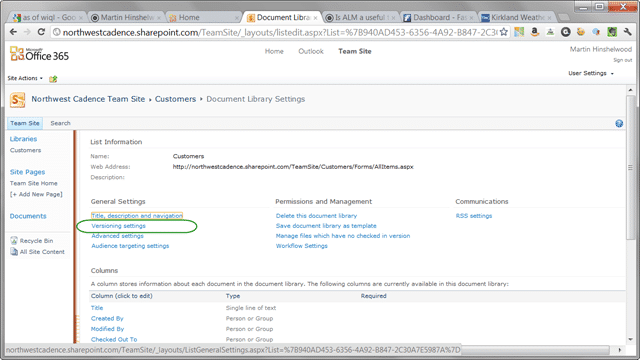 as of wiql - Goo
Martin Hinshelwoo
Home
Document Library S
Is ALM a useful t
Dashboard - Fa
Kirkland Weathe
northwestcadence.sharepoint.com/TeamSite/_layouts/listedit.aspx?List=%7B940AD453-6356-4A92-B847-2C30
Microsoft
Office 365
Home Outlook Team Site
Martin Hinshelwood
Sign out
Site Actions
User Settings
Northwest Cadence Team Site Customers Document Library Settings
Team Site Search
Libraries
Customers
Site Pages
Team Site Home
[+ Add New Page]
Documents
Recycle Bin
All Site Content
List Information
Name: Customers
Web Address: http://northwestcadence.sharepoint.com/TeamSite/Customers/Forms/AllItems.aspx
Description:
General Settings Permissions and Management Communications
Title, description and navigation Delete this document library RSS settings
Versioning settings Save document library as template
Advanced settings Manage files which have no checked in version
Audience targeting settings Workflow Settings
Columns
A column stores information about each document in the document library. The following columns are currently available in this document library:
Column (click to edit) Type Required
Title Single line of text
Created By Person or Group
Modified By Person or Group
Checked Out To Person or Group
northwestcadence.sharepoint.com/TeamSite/_layouts/ListGeneralSettings.aspx?List=%7B940AD453-6356-4A92-B847-2C30A7E5987A%7D